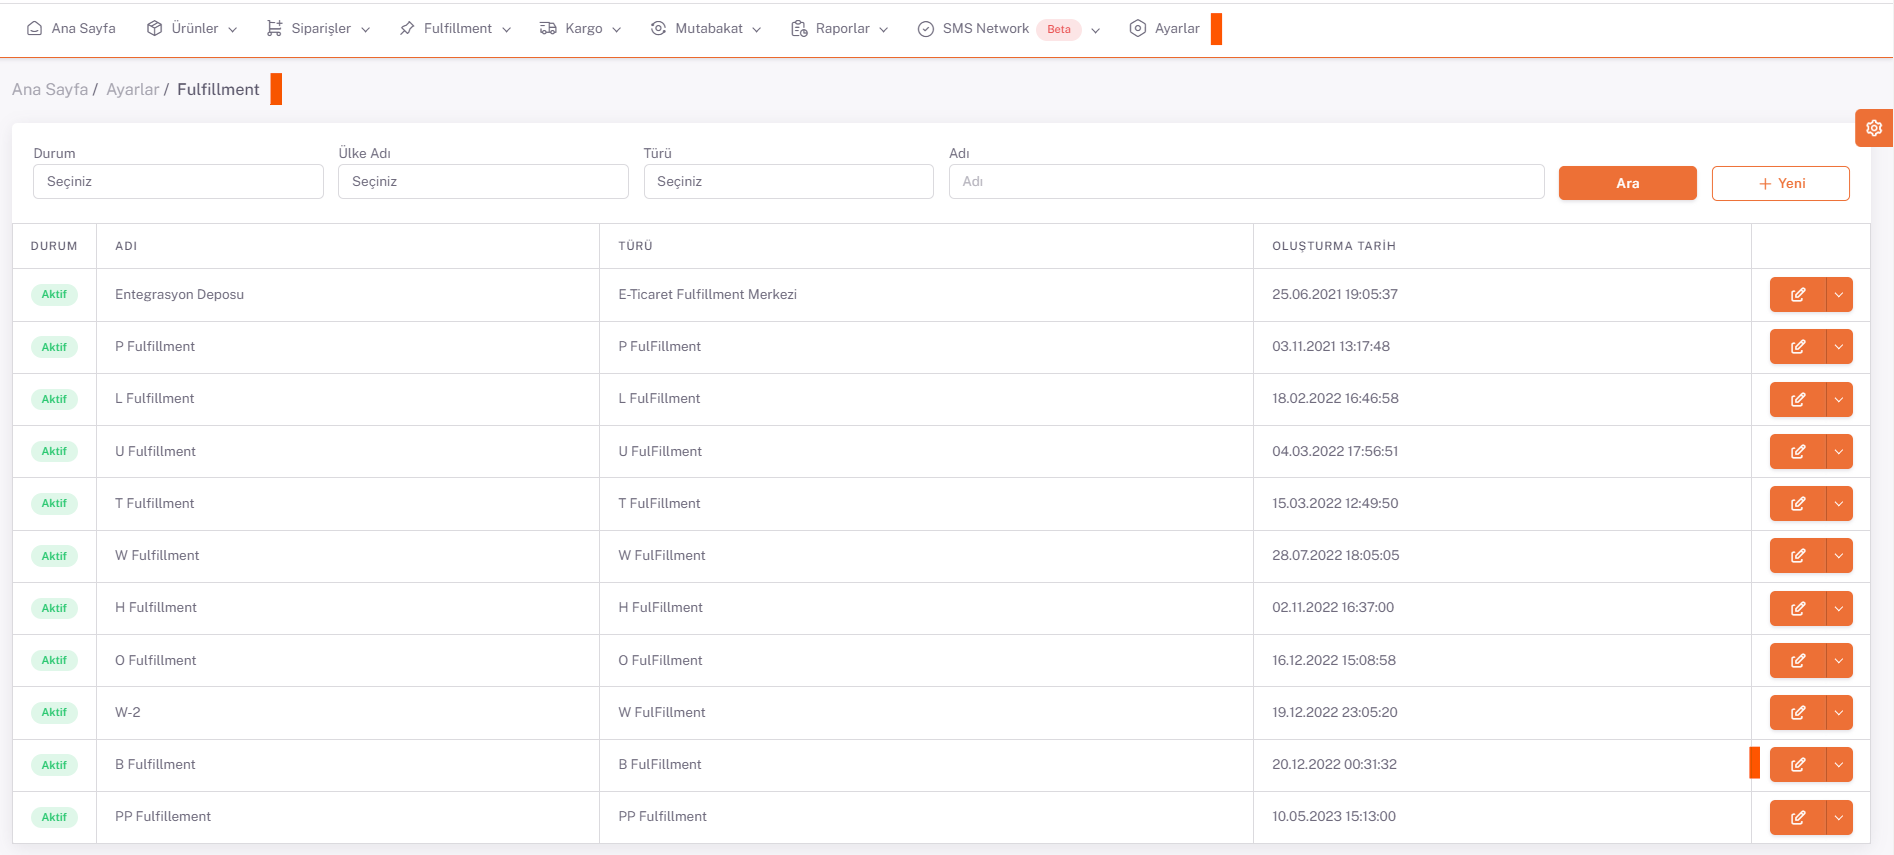 Ana Sayfa Ürünler Siparişler Fulfillment Kargo Mutabakat Raporlar SMS Network Beta Ayarlar
Ana Sayfa / Ayarlar / Fulfillment
Durum Ülke Adı Türü Adı
Seçiniz Seçiniz Seçiniz Adı Ara + Yeni
DURUM ADI TÜRÜ OLUŞTURMA TARİH
Aktif Entegrasyon Deposu E-Ticaret Fulfillment Merkezi 25.06.2021 19:05:37
Aktif P Fulfillment P FulFillment 03.11.2021 13:17:48
Aktif L Fulfillment L FulFillment 18.02.2022 16:46:58
Aktif U Fulfillment U FulFillment 04.03.2022 17:56:51
Aktif T Fulfillment T FulFillment 15.03.2022 12:49:50
Aktif W Fulfillment W FulFillment 28.07.2022 18:05:05
Aktif H Fulfillment H FulFillment 02.11.2022 16:37:00
Aktif O Fulfillment O FulFillment 16.12.2022 15:08:58
Aktif W-2 W FulFillment 19.12.2022 23:05:20
Aktif B Fulfillment B FulFillment 20.12.2022 00:31:32
Aktif PP Fulfillement PP Fulfillment 10.05.2023 15:13:00